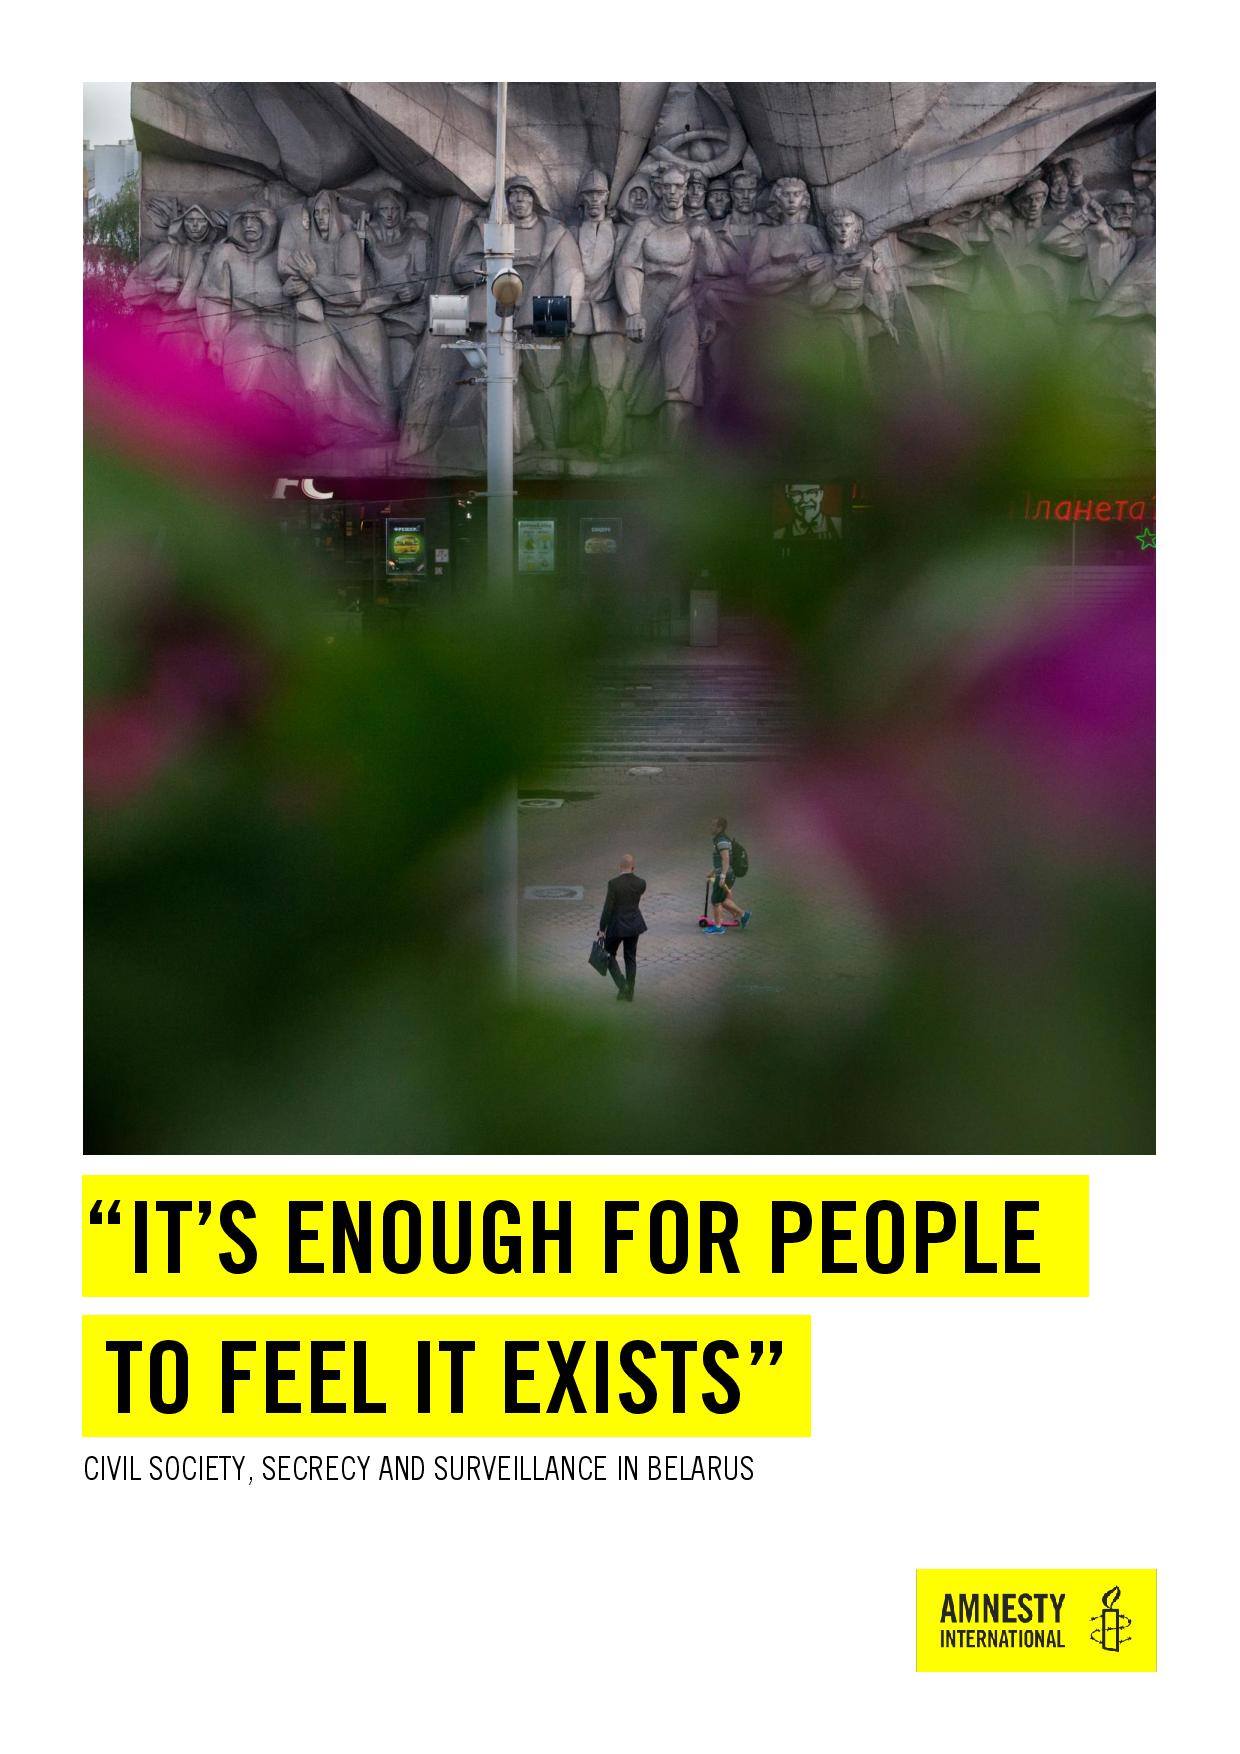 FC
ланета
“IT’S ENOUGH FOR PEOPLE
TO FEEL IT EXISTS”
CIVIL SOCIETY, SECRECY AND SURVEILLANCE IN BELARUS
AMNESTY
INTERNATIONAL